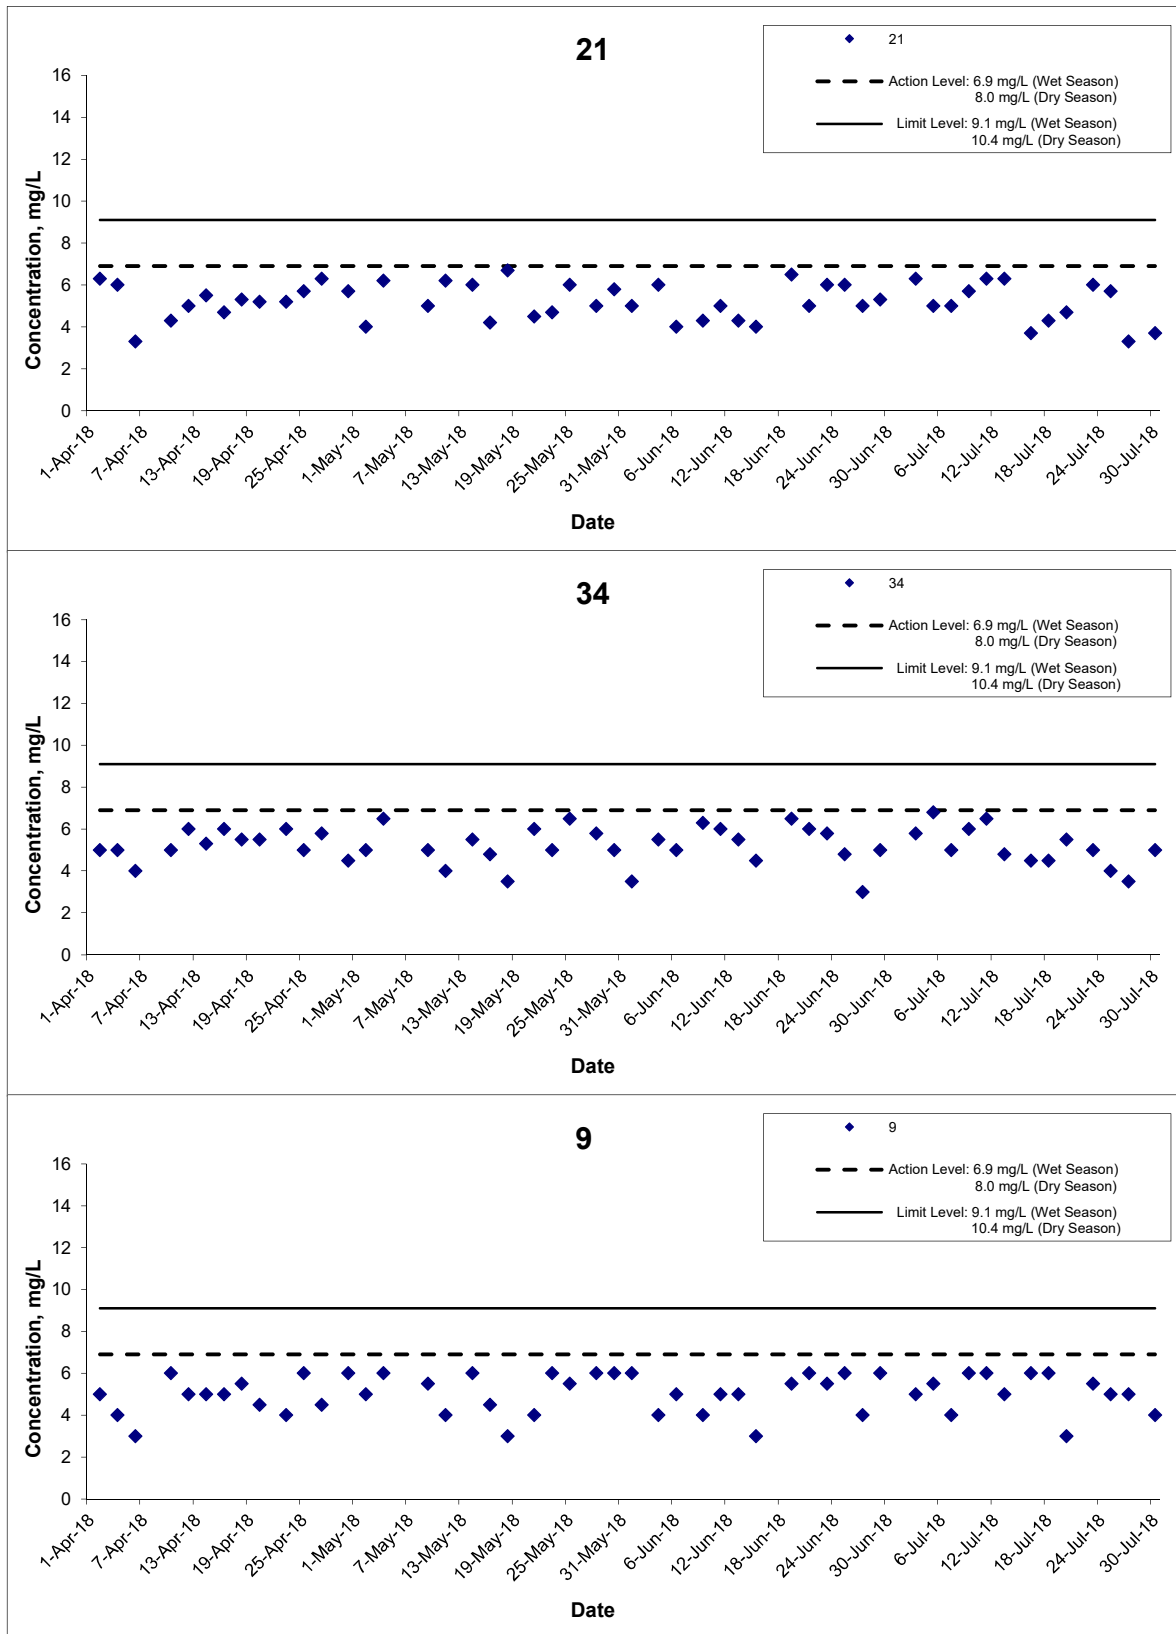 21
21
Action Level: 6.9 mg/L (Wet Season)
8.0 mg/L (Dry Season)
Limit Level: 9.1 mg/L (Wet Season)
10.4 mg/L (Dry Season)
Concentration, mg/L
16
14
12
10
8
6
4
2
0
1-Apr-18
7-Apr-18
13-Apr-18
19-Apr-18
25-Apr-18
1-May-18
7-May-18
13-May-18
19-May-18
25-May-18
31-May-18
6-Jun-18
12-Jun-18
18-Jun-18
24-Jun-18
30-Jun-18
6-Jul-18
12-Jul-18
18-Jul-18
24-Jul-18
30-Jul-18
Date
34
34
Action Level: 6.9 mg/L (Wet Season)
8.0 mg/L (Dry Season)
Limit Level: 9.1 mg/L (Wet Season)
10.4 mg/L (Dry Season)
Concentration, mg/L
16
14
12
10
8
6
4
2
0
1-Apr-18
7-Apr-18
13-Apr-18
19-Apr-18
25-Apr-18
1-May-18
7-May-18
13-May-18
19-May-18
25-May-18
31-May-18
6-Jun-18
12-Jun-18
18-Jun-18
24-Jun-18
30-Jun-18
6-Jul-18
12-Jul-18
18-Jul-18
24-Jul-18
30-Jul-18
Date
9
9
Action Level: 6.9 mg/L (Wet Season)
8.0 mg/L (Dry Season)
Limit Level: 9.1 mg/L (Wet Season)
10.4 mg/L (Dry Season)
Concentration, mg/L
16
14
12
10
8
6
4
2
0
1-Apr-18
7-Apr-18
13-Apr-18
19-Apr-18
25-Apr-18
1-May-18
7-May-18
13-May-18
19-May-18
25-May-18
31-May-18
6-Jun-18
12-Jun-18
18-Jun-18
24-Jun-18
30-Jun-18
6-Jul-18
12-Jul-18
18-Jul-18
24-Jul-18
30-Jul-18
Date